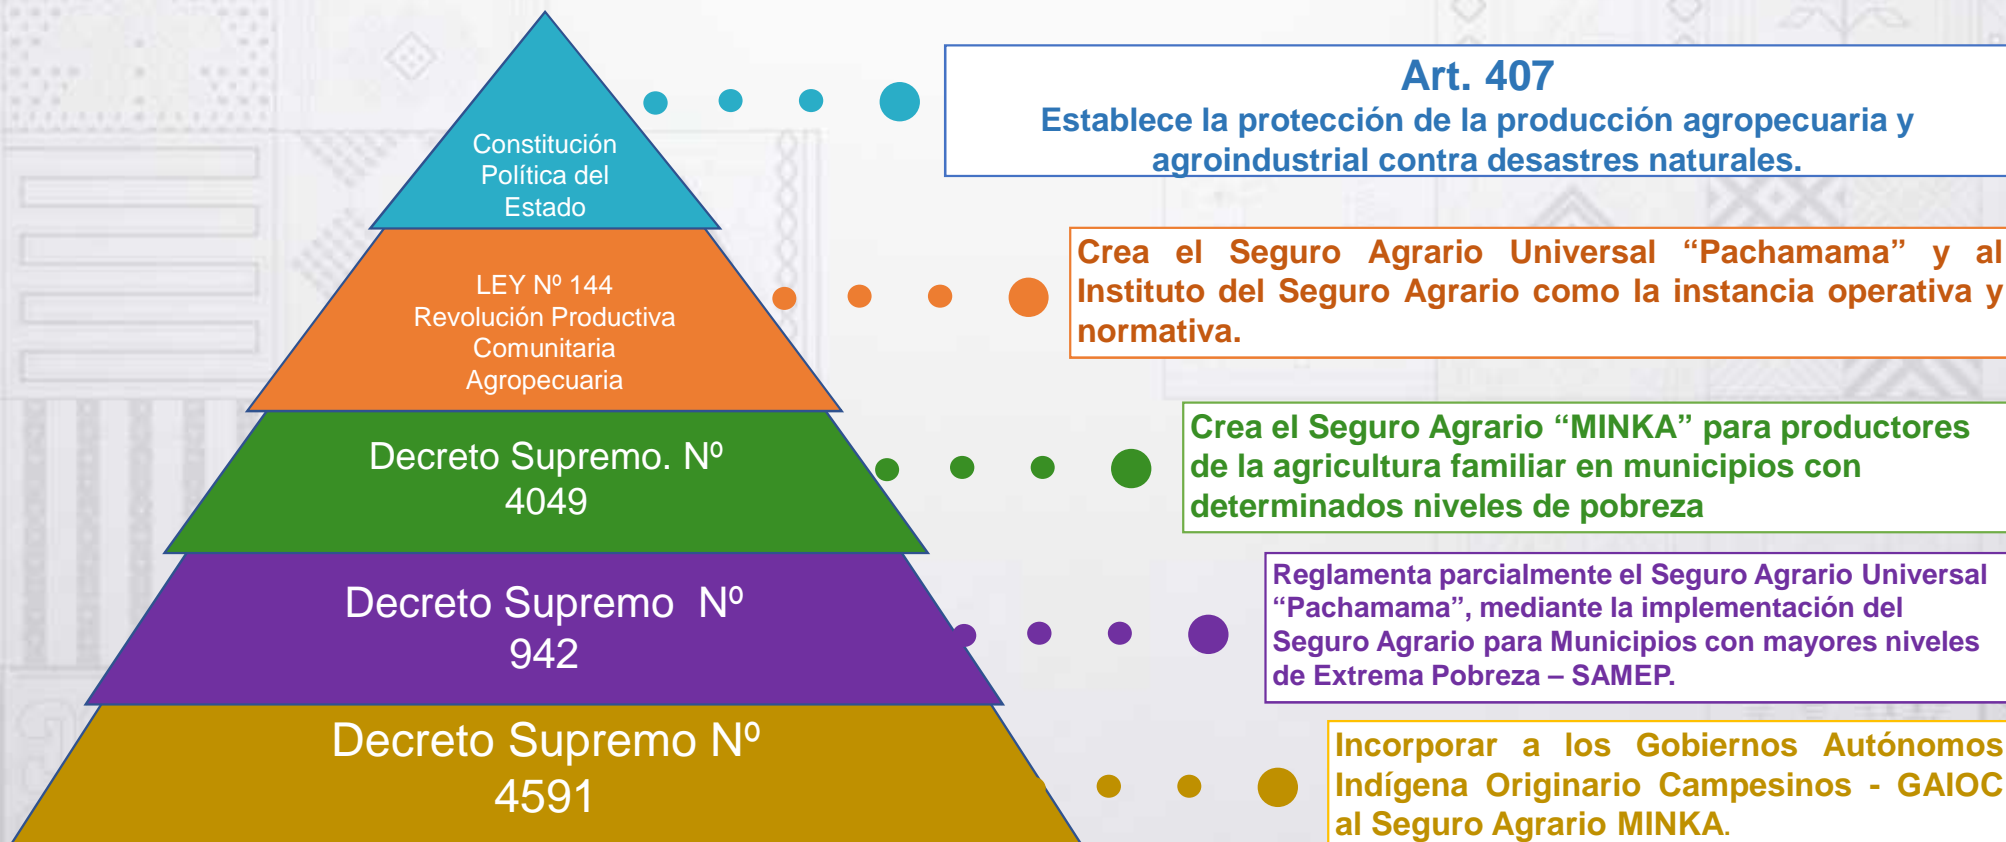 Constitución
Política del
Estado
Art. 407
Establece la protección de la producción agropecuaria y
agroindustrial contra desastres naturales.
LEY Nº 144
Revolución Productiva
Comunitaria
Agropecuaria
Crea el Seguro Agrario Universal “Pachamama” y al
Instituto del Seguro Agrario como la instancia operativa y
normativa.
Decreto Supremo. Nº
4049
Crea el Seguro Agrario “MINKA” para productores
de la agricultura familiar en municipios con
determinados niveles de pobreza
Decreto Supremo Nº
942
Reglamenta parcialmente el Seguro Agrario Universal
“Pachamama”, mediante la implementación del
Seguro Agrario para Municipios con mayores niveles
de Extrema Pobreza – SAMEP.
Decreto Supremo Nº
4591
Incorporar a los Gobiernos Autónomos
Indígena Originario Campesinos - GAIOC
al Seguro Agrario MINKA.